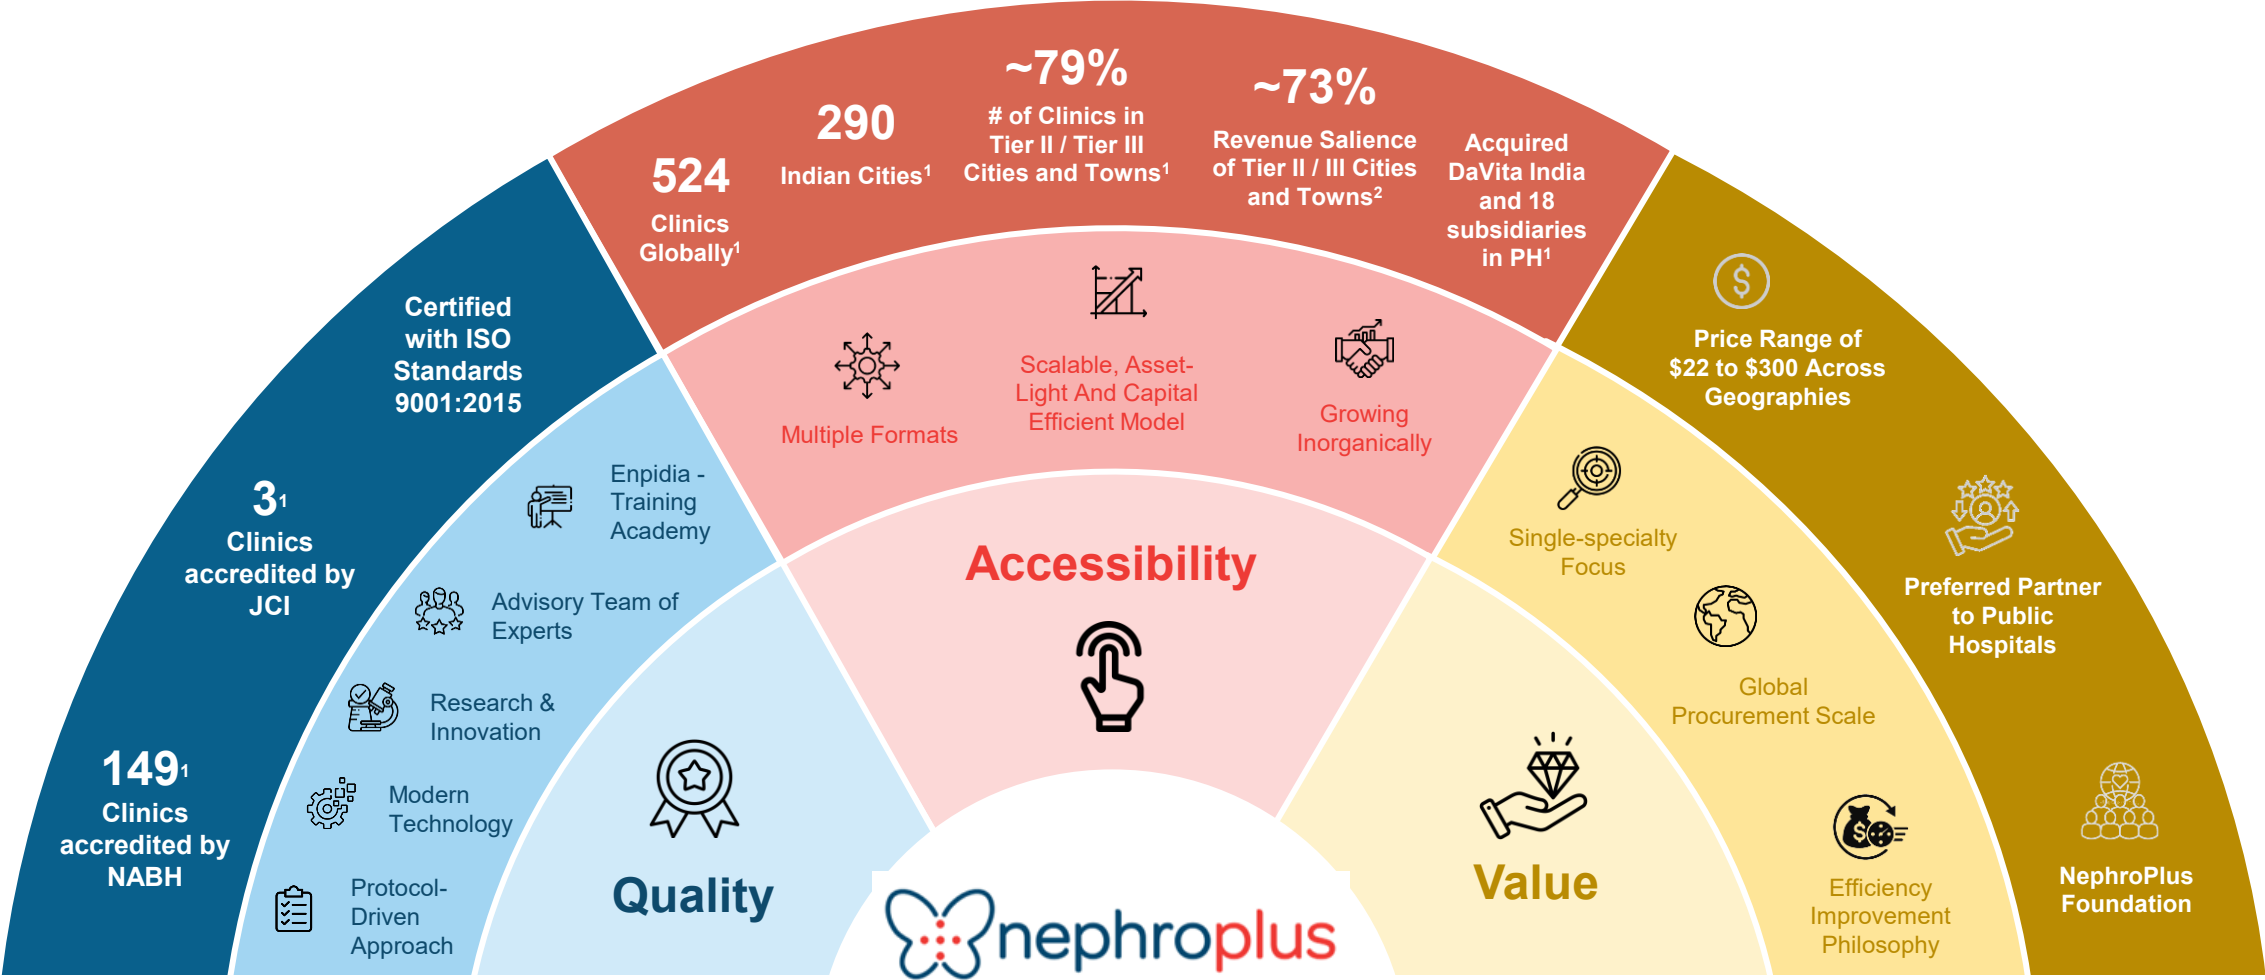 ~79%
# of Clinics in
Tier II / Tier III
Cities and Towns¹
~73%
Revenue Salience
of Tier II / III Cities
and Towns²
290
Indian Cities¹
524
Clinics
Globally¹
Acquired
DaVita India
and 18
subsidiaries
in PH¹
Certified
with ISO
Standards
9001:2015
3¹
Clinics
accredited by
JCI
149¹
Clinics
accredited by
NABH
Enpidia -
Training
Academy
Advisory Team of
Experts
Research &
Innovation
Modern
Technology
Protocol-
Driven
Approach
Quality
Multiple Formats
Scalable, Asset-
Light And Capital
Efficient Model
Growing
Inorganically
Accessibility
Price Range of
$22 to $300 Across
Geographies
Preferred Partner
to Public
Hospitals
NephroPlus
Foundation
Single-specialty
Focus
Global
Procurement Scale
Efficiency
Improvement
Philosophy
Value
nephroplus